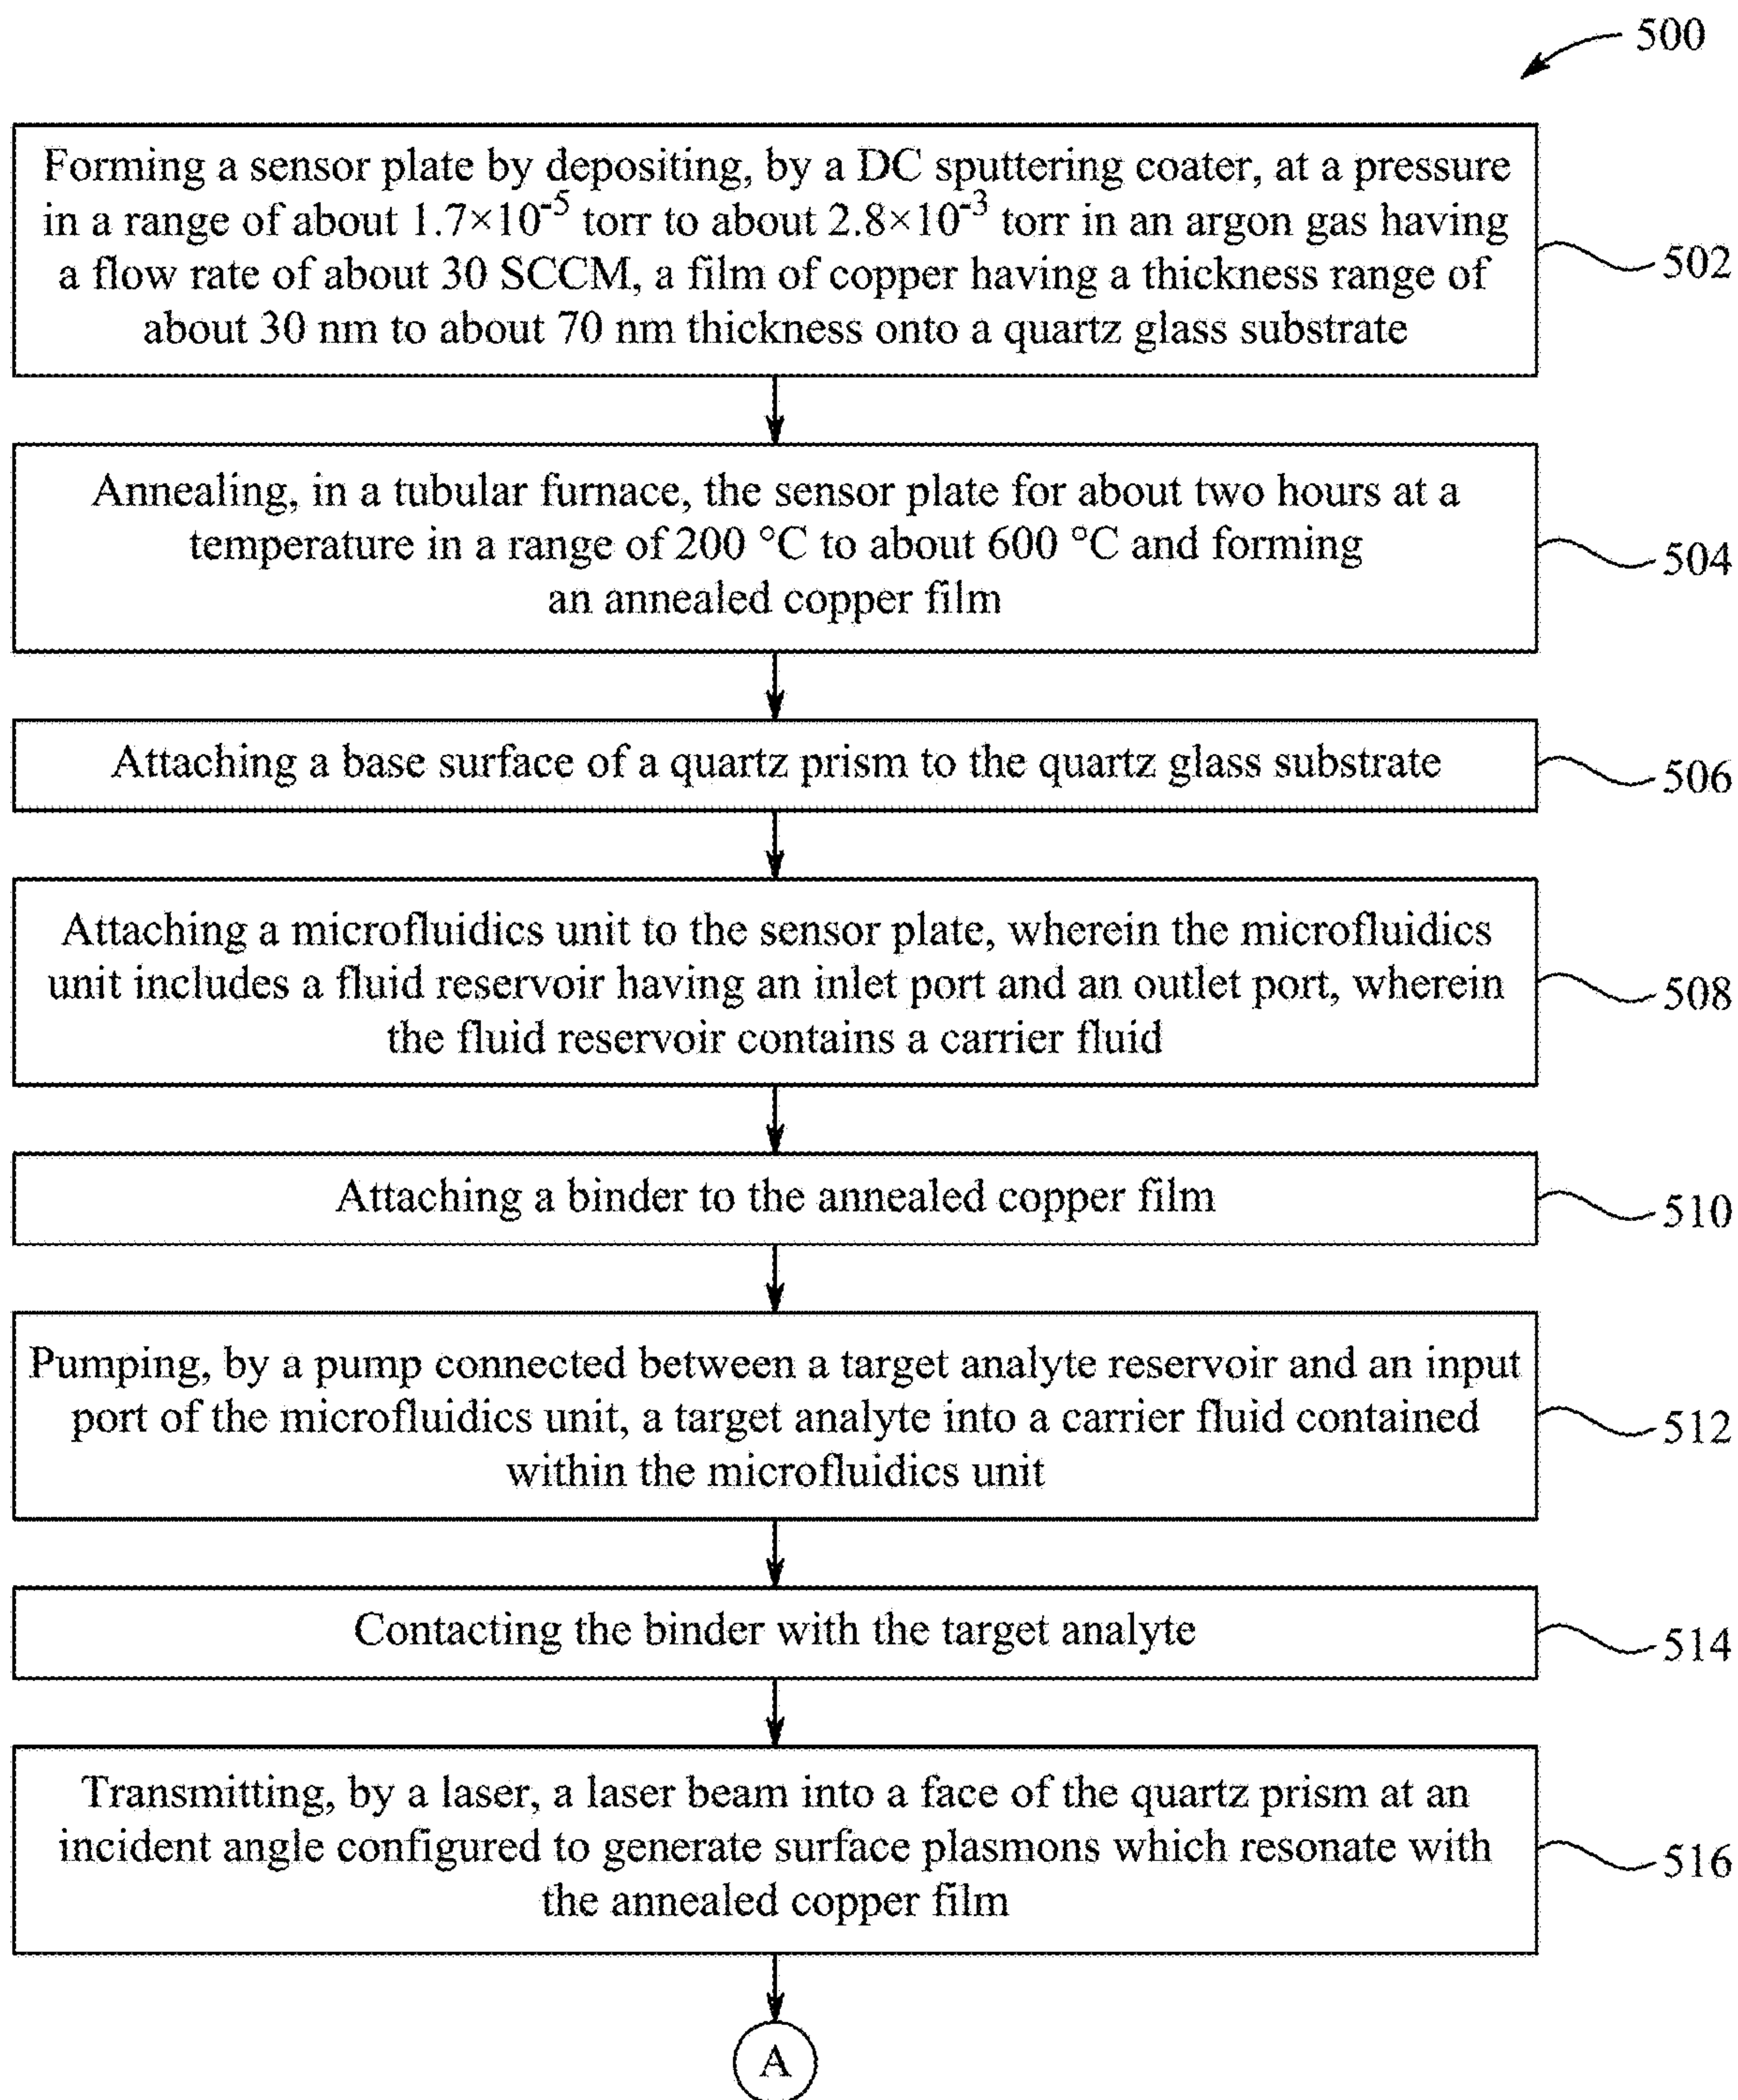 500
Forming a sensor plate by depositing, by a DC sputtering coater, at a pressure
in a range of about 1.7×10⁻⁵ torr to about 2.8×10⁻³ torr in an argon gas having
a flow rate of about 30 SCCM, a film of copper having a thickness range of
about 30 nm to about 70 nm thickness onto a quartz glass substrate
502
Annealing, in a tubular furnace, the sensor plate for about two hours at a
temperature in a range of 200 °C to about 600 °C and forming
an annealed copper film
504
Attaching a base surface of a quartz prism to the quartz glass substrate
506
Attaching a microfluidics unit to the sensor plate, wherein the microfluidics
unit includes a fluid reservoir having an inlet port and an outlet port, wherein
the fluid reservoir contains a carrier fluid
508
Attaching a binder to the annealed copper film
510
Pumping, by a pump connected between a target analyte reservoir and an input
port of the microfluidics unit, a target analyte into a carrier fluid contained
within the microfluidics unit
512
Contacting the binder with the target analyte
514
Transmitting, by a laser, a laser beam into a face of the quartz prism at an
incident angle configured to generate surface plasmons which resonate with
the annealed copper film
516
A